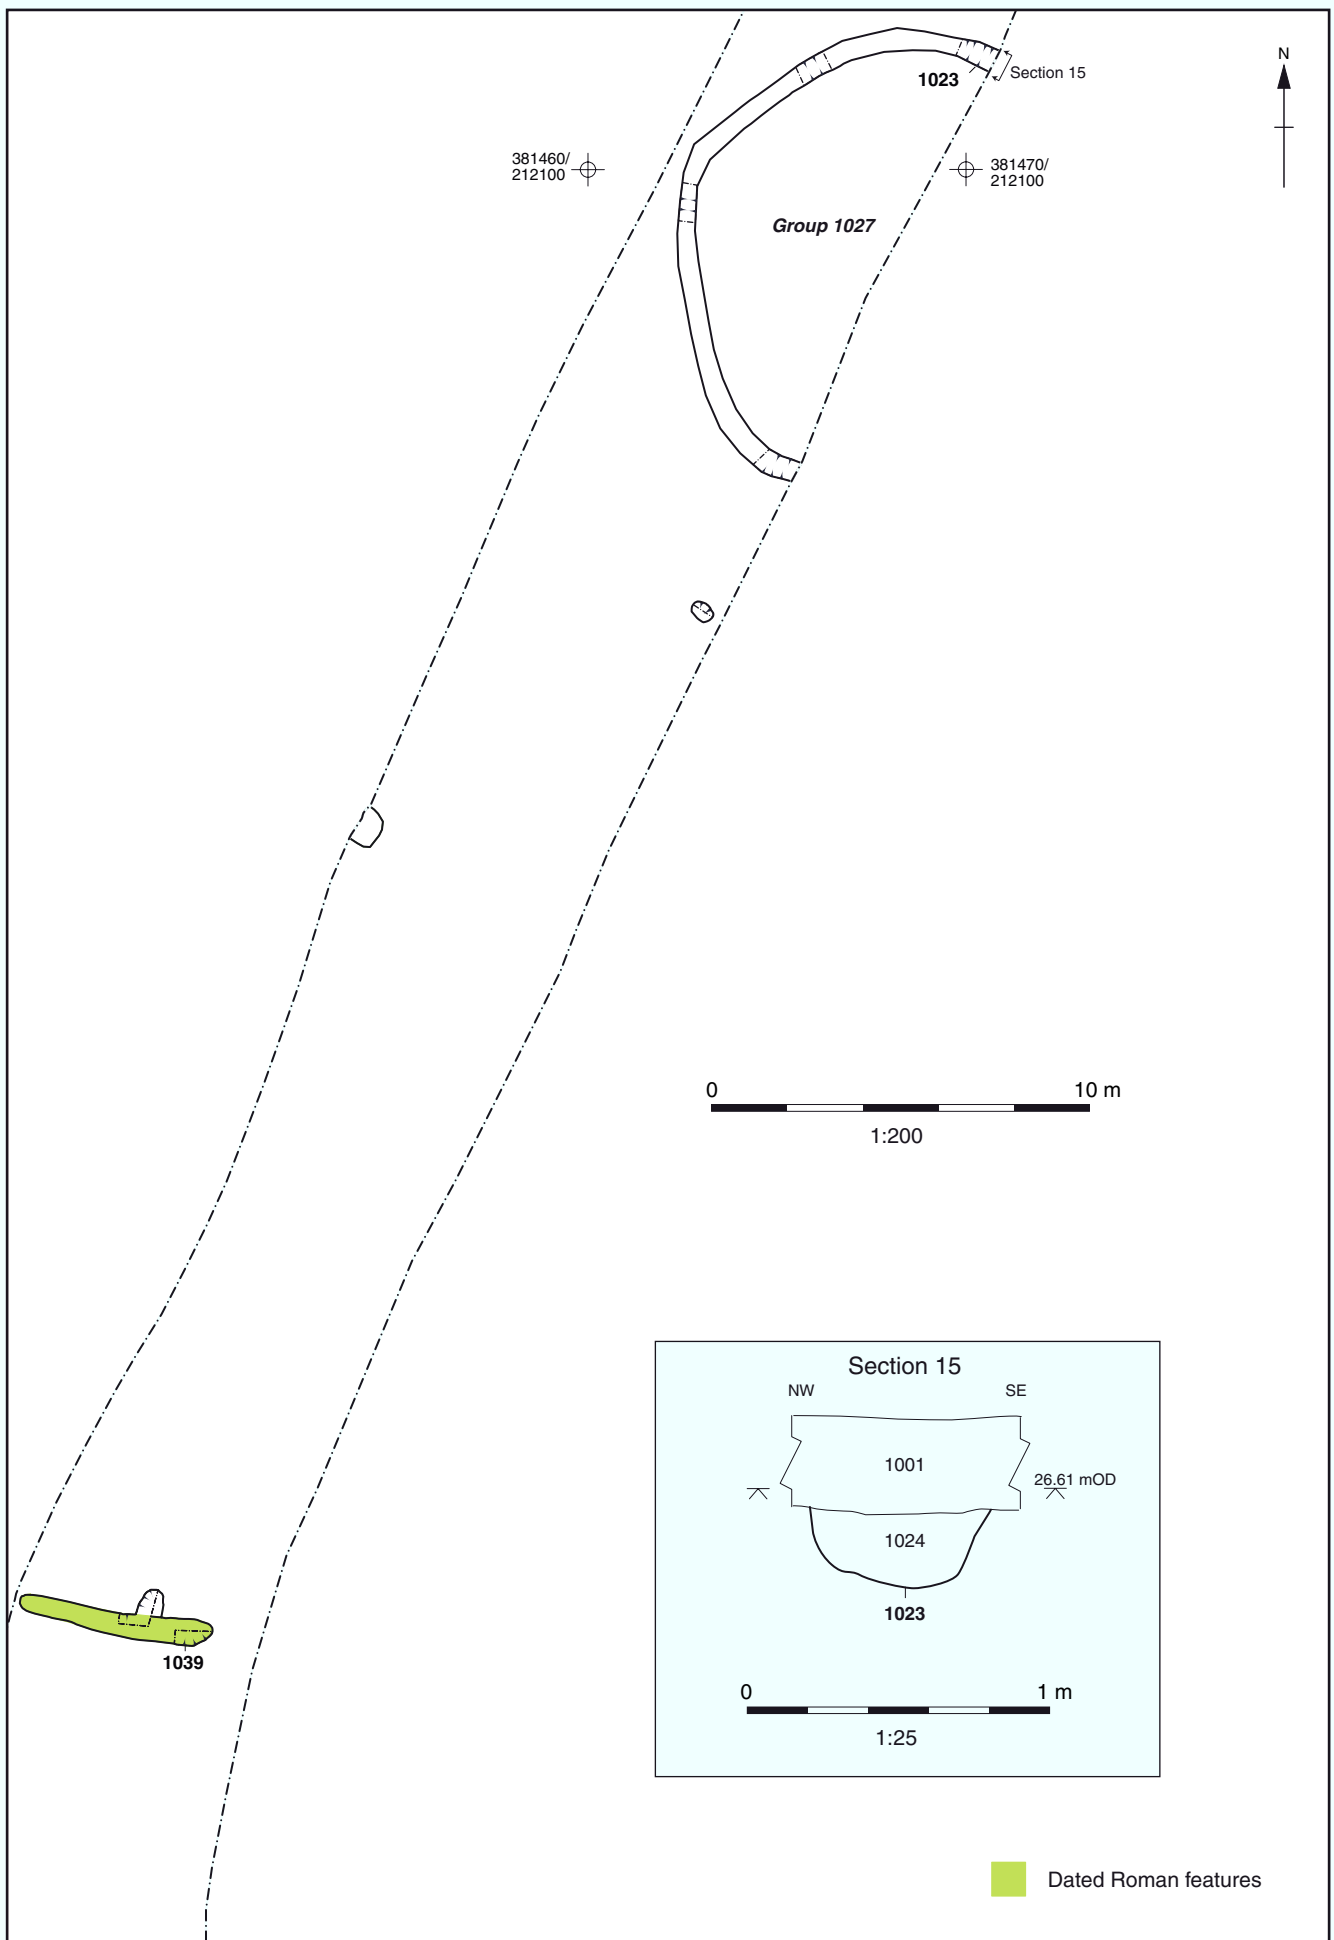 N
Section 15
1023
381460/
212100
381470/
212100
Group 1027
0 10 m
1:200
Section 15
NW SE
1001
26.61 mOD
1024
1023
0 1 m
1:25
1039
Dated Roman features